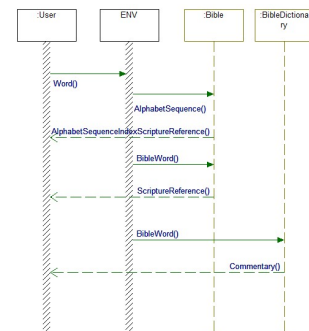 :User
ENV
:Bible
:BibleDictiona
ry
Word()
AlphabetSequence()
AlphabetSequenceIndexScriptureReference()
BibleWord()
ScriptureReference()
BibleWord()
Commentary()